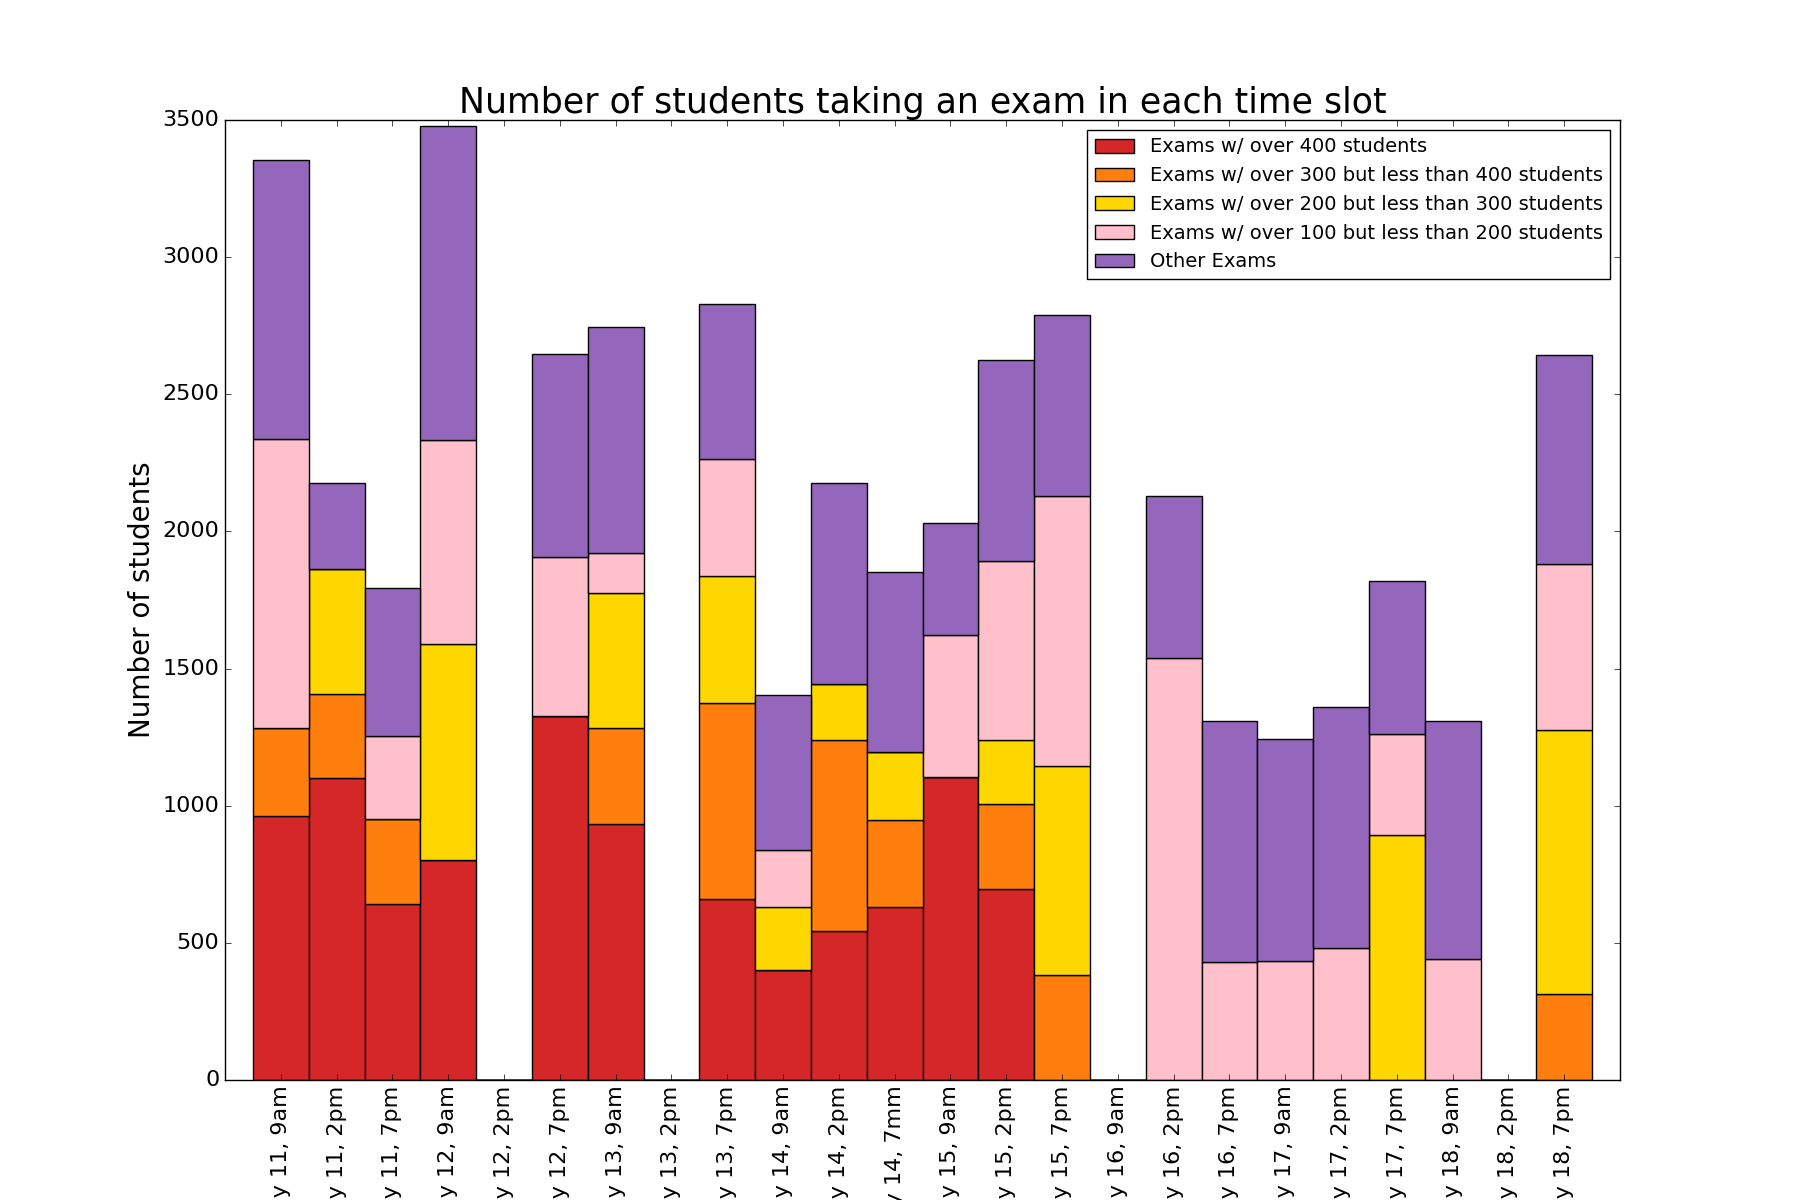 Number of students taking an exam in each time slot
Number of students
3500
3000
2500
2000
1500
1000
500
0
Exams w/ over 400 students
Exams w/ over 300 but less than 400 students
Exams w/ over 200 but less than 300 students
Exams w/ over 100 but less than 200 students
Other Exams
y 11, 9am
y 11, 2pm
y 11, 7pm
y 12, 9am
y 12, 2pm
y 12, 7pm
y 13, 9am
y 13, 2pm
y 13, 7pm
y 14, 9am
y 14, 2pm
y 14, 7mm
y 15, 9am
y 15, 2pm
y 15, 7pm
y 16, 9am
y 16, 2pm
y 16, 7pm
y 17, 9am
y 17, 2pm
y 17, 7pm
y 18, 9am
y 18, 2pm
y 18, 7pm